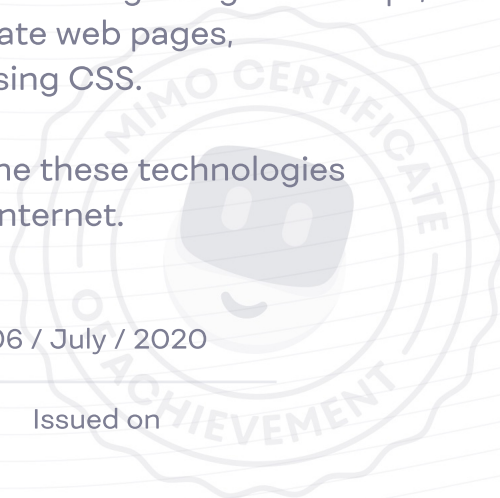 ate web pages,
sing CSS.
ne these technologies
nternet.
06 / July / 2020
Issued on
MIMO CERTIFICATE
OF ACHIEVEMENT